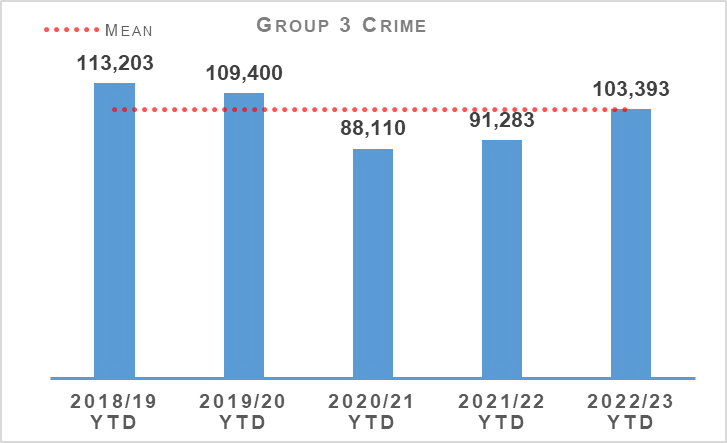 GROUP 3 CRIME
MEAN
113,203
109,400
88,110
91,283
103,393
2018/19
YTD
2019/20
YTD
2020/21
YTD
2021/22
YTD
2022/23
YTD